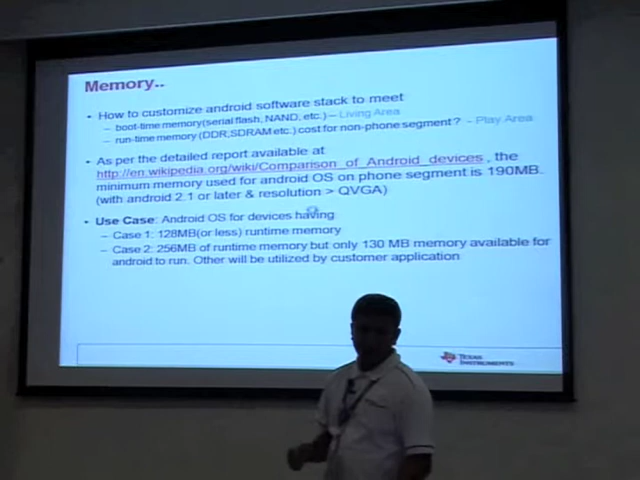 Memory..
• How to customize android software stack to meet
– boot-time memory(serial flash, NAND, etc.) – Living Area
– run-time memory (DDR,SDRAM etc.) cost for non-phone segment ? – Play Area
• As per the detailed report available at
http://en.wikipedia.org/wiki/Comparison_of_Android_devices , the
minimum memory used for android OS on phone segment is 190MB.
(with android 2.1 or later & resolution > QVGA)
• Use Case: Android OS for devices having
– Case 1: 128MB(or less) runtime memory
– Case 2: 256MB of runtime memory but only 130 MB memory available for
android to run. Other will be utilized by customer application
TEXAS
INSTRUMENTS